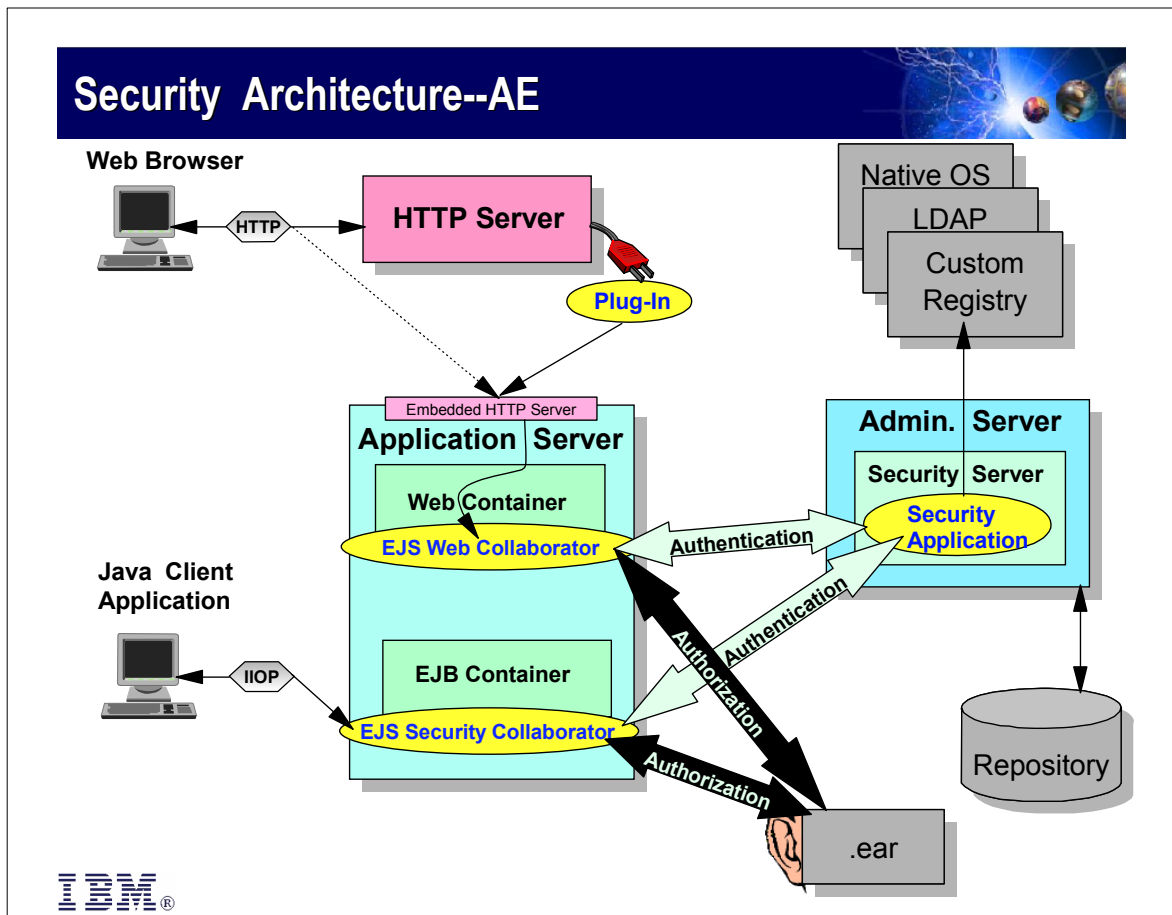 Security Architecture--AE
Web Browser
HTTP
HTTP Server
Plug-In
Native OS
LDAP
Custom
Registry
Embedded HTTP Server
Application Server
Web Container
EJS Web Collaborator
Admin. Server
Security Server
Security
Application
Authentication
Authentication
Java Client
Application
IIOP
EJB Container
EJS Security Collaborator
Authorization
Authorization
Repository
.ear
IBM®